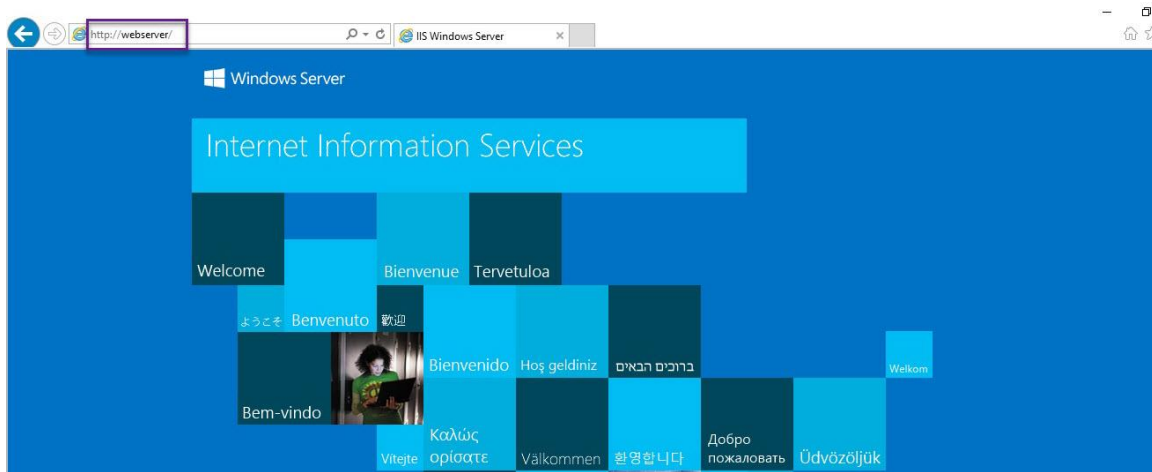 http://webserver/
IIS Windows Server
Windows Server
Internet Information Services
Welcome
Bienvenue
Tervetuloa
ようこそ
Benvenuto
歡迎
Bienvenido
Hoş geldiniz
ברוכים הבאים
Welkom
Bem-vindo
Vítejte
Καλώς
ορίσατε
Välkommen
환영합니다
Добро
пожаловать
Üdvözöljük